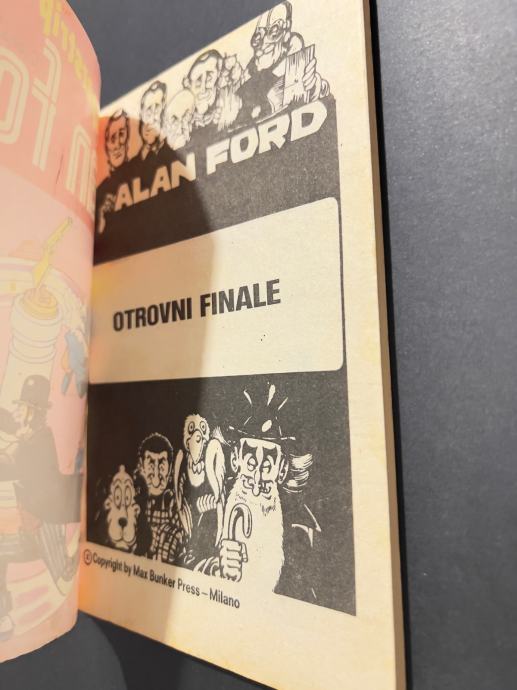 ALAN FORD
OTROVNI FINALE
© Copyright by Max Bunker Press – Milano